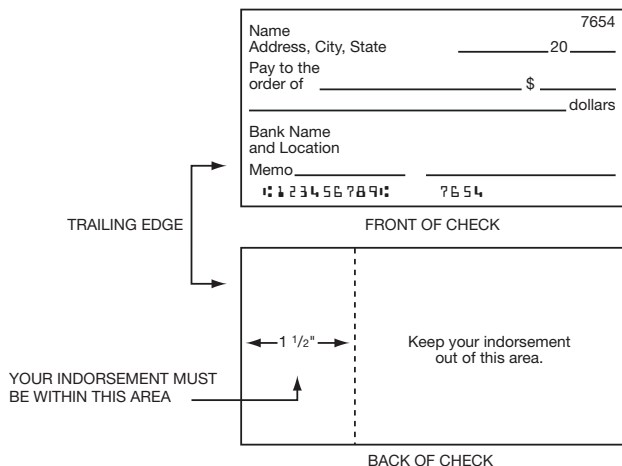 7654
Name
Address, City, State 20
Pay to the
order of $
dollars
Bank Name
and Location
Memo
⑆123456789⑆ 7654
TRAILING EDGE
FRONT OF CHECK
1 1/2"
Keep your indorsement
out of this area.
YOUR INDORSEMENT MUST
BE WITHIN THIS AREA
BACK OF CHECK